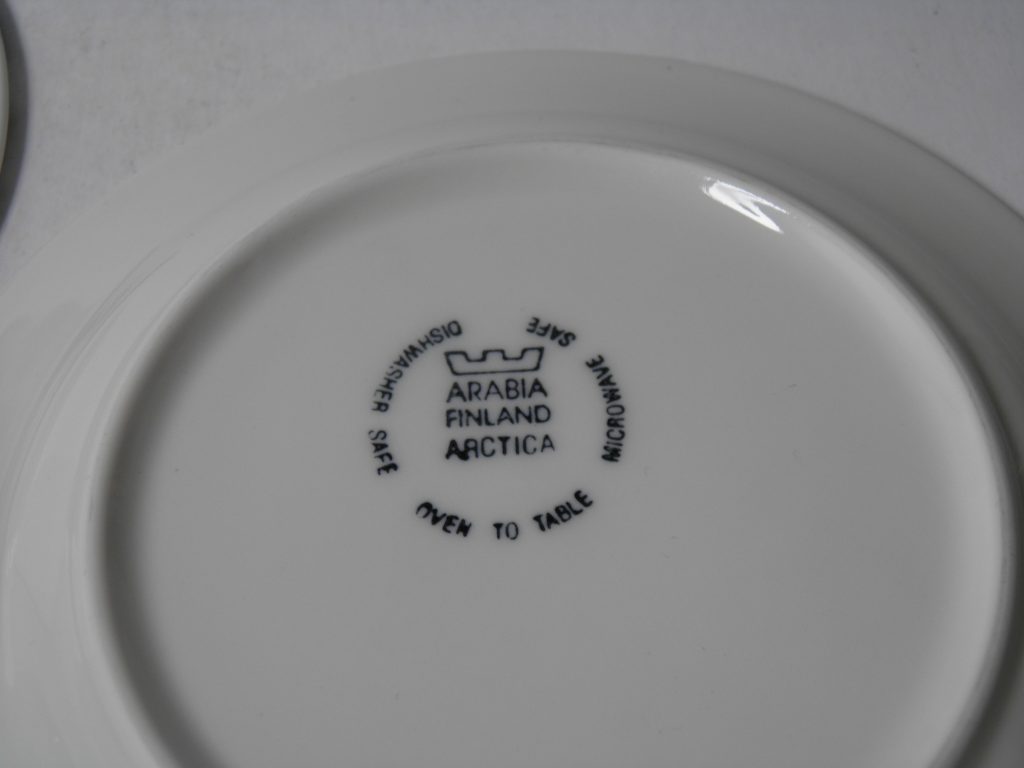 ARABIA
FINLAND
ARCTICA
DISHWASHER SAFE
OVEN TO TABLE
MICROWAVE SAFE